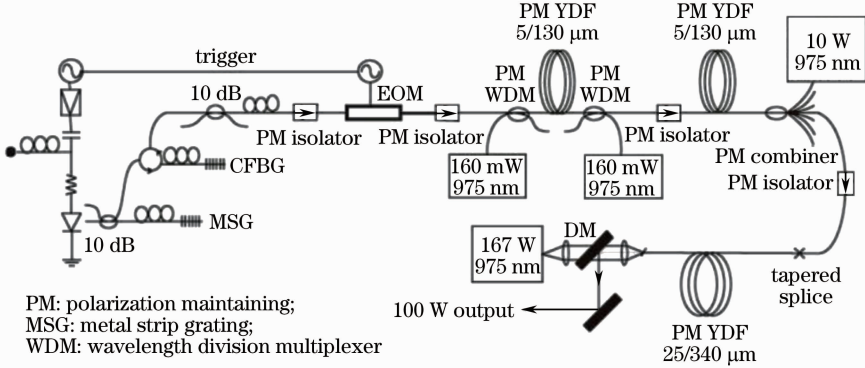 PM YDF
5/130 μm
PM YDF
5/130 μm
10 W
975 nm
trigger
10 dB
EOM
PM
WDM
PM
WDM
PM isolator
PM isolator
PM isolator
CFBG
160 mW
975 nm
160 mW
975 nm
PM combiner
PM isolator
MSG
10 dB
167 W
975 nm
DM
tapered
splice
100 W output
PM YDF
25/340 μm
PM: polarization maintaining;
MSG: metal strip grating;
WDM: wavelength division multiplexer